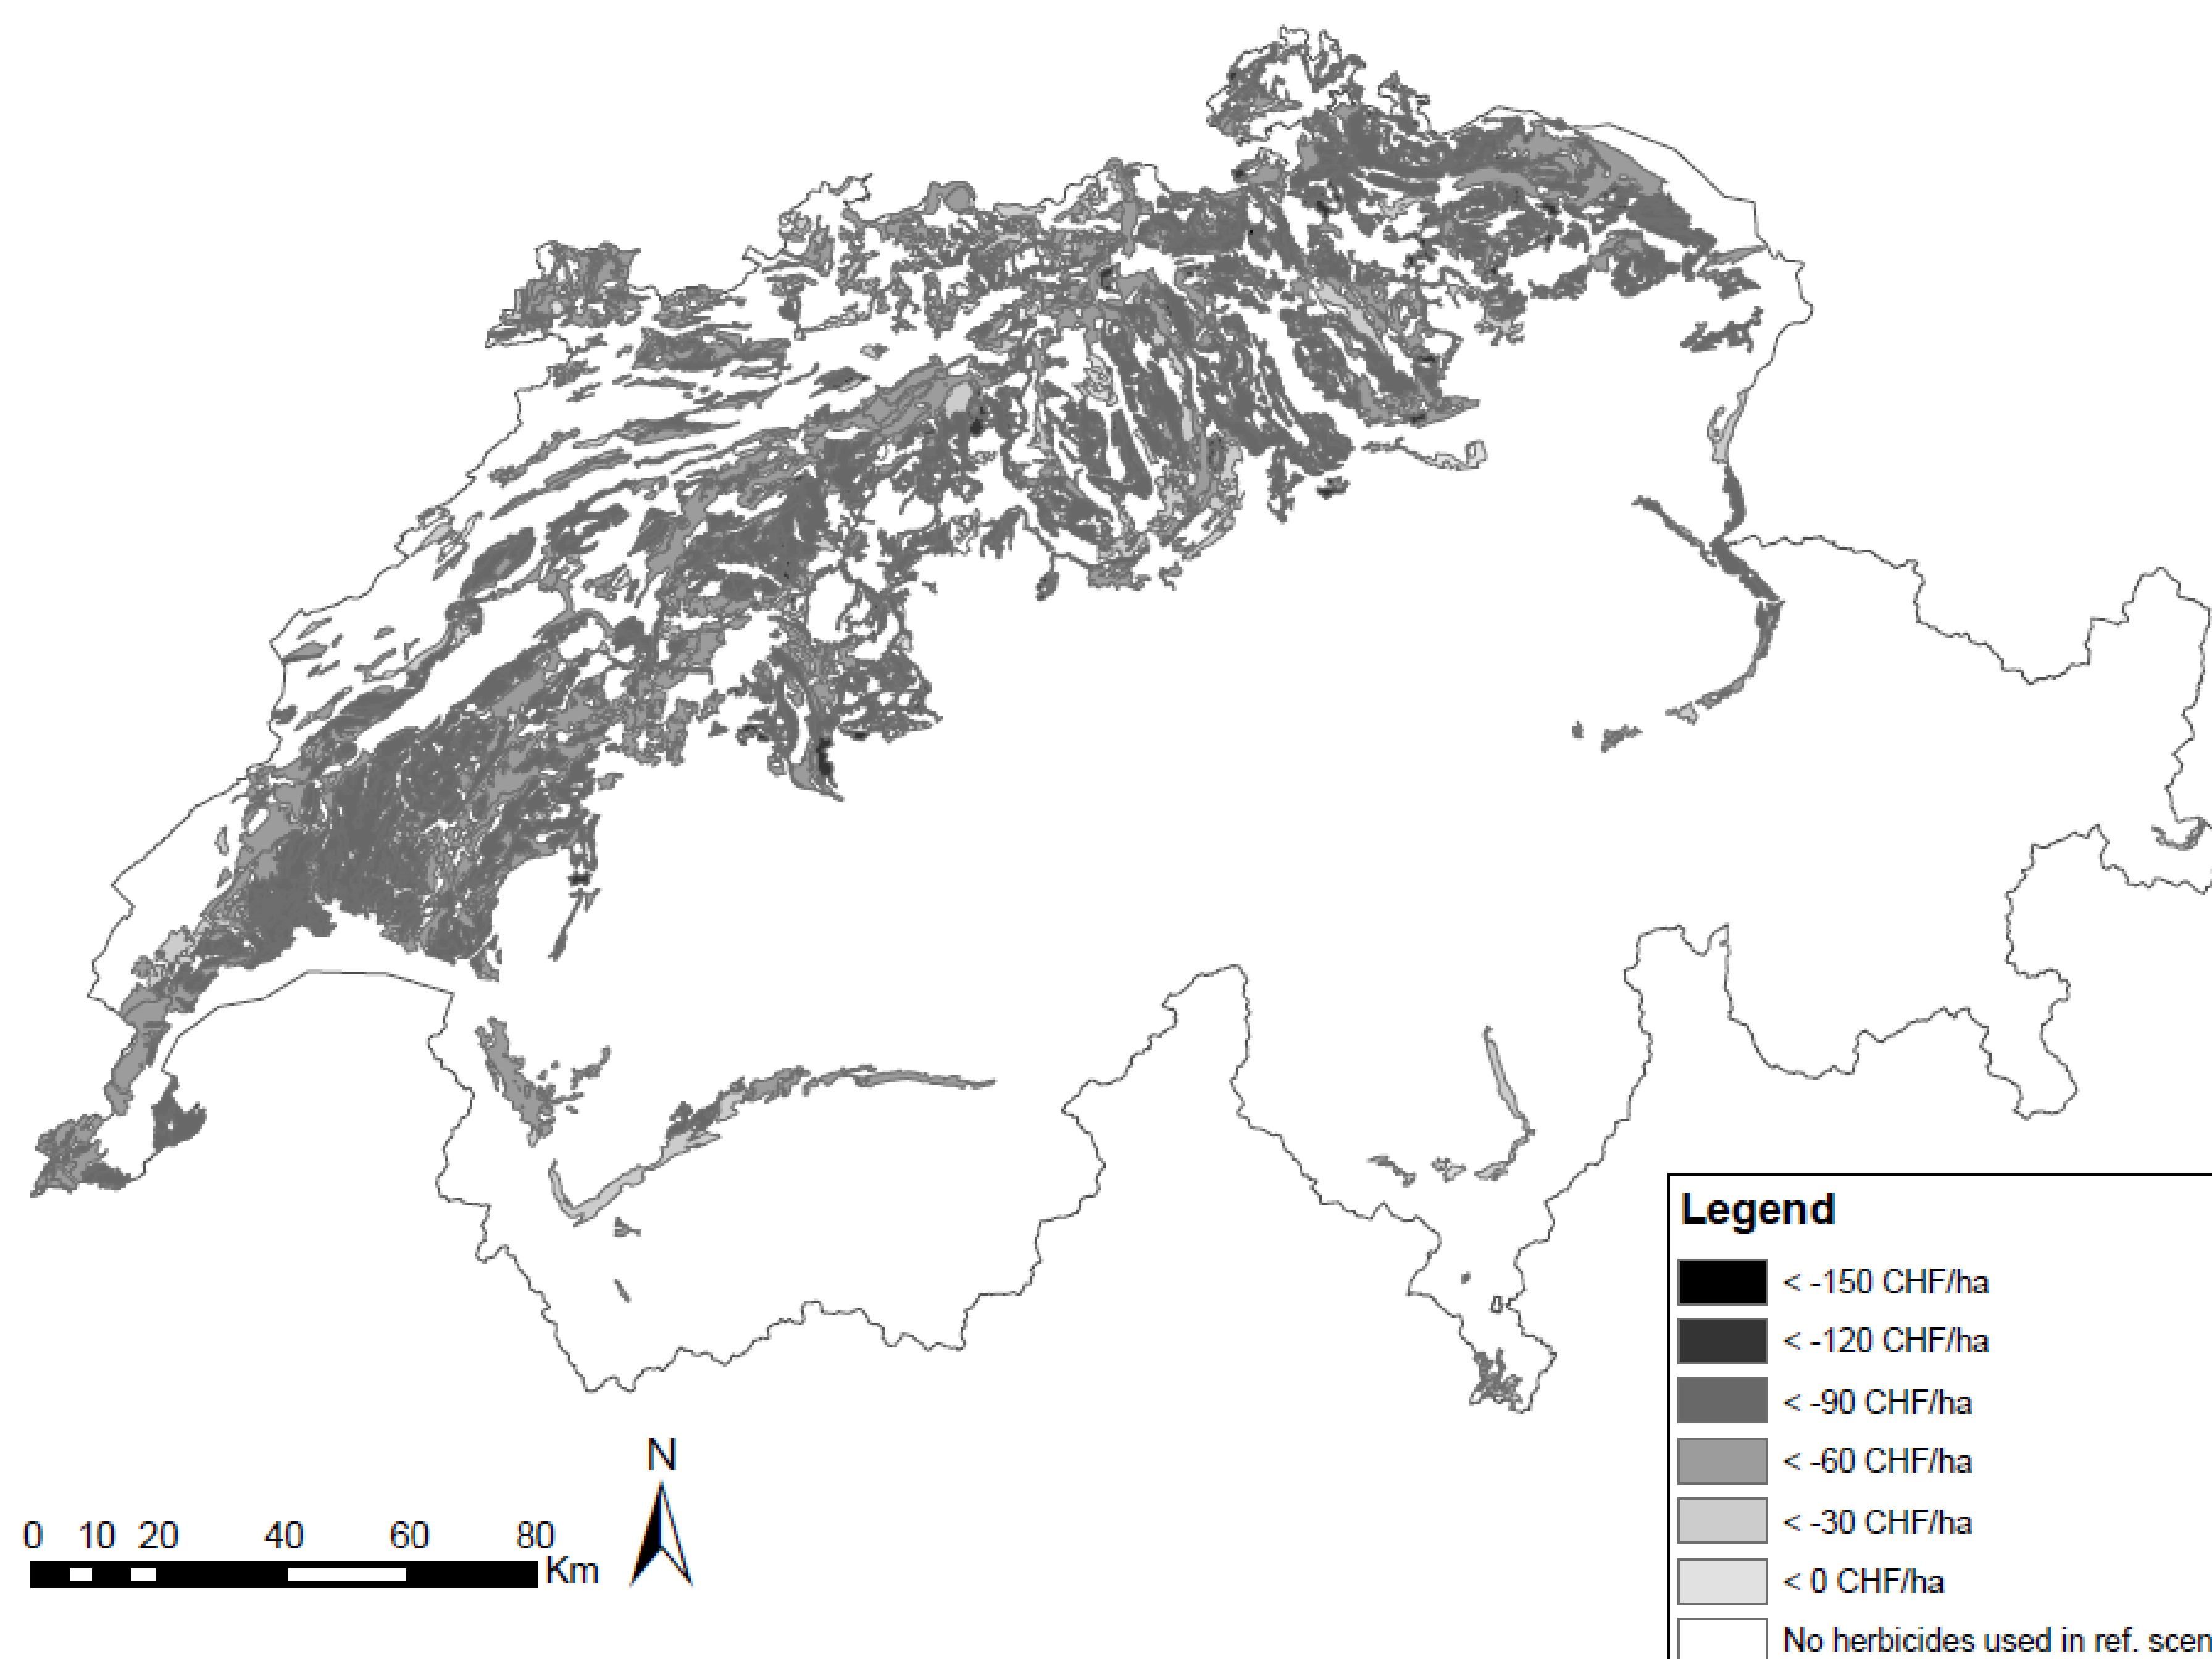 Legend
< -150 CHF/ha
< -120 CHF/ha
< -90 CHF/ha
< -60 CHF/ha
< -30 CHF/ha
< 0 CHF/ha
No herbicides used in ref. scen
N
0 10 20 40 60 80
Km